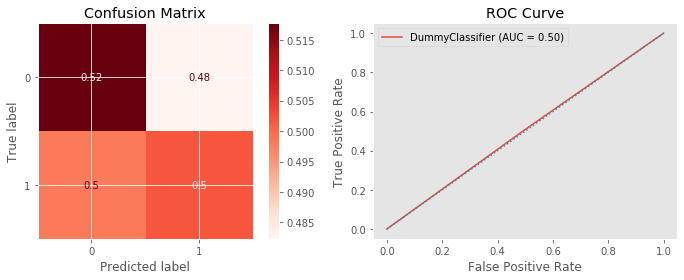 Confusion Matrix
0.52 0.48
0.5 0.5
True label
0
1
0 1
Predicted label
0.515
0.510
0.505
0.500
0.495
0.490
0.485
ROC Curve
DummyClassifier (AUC = 0.50)
True Positive Rate
1.0
0.8
0.6
0.4
0.2
0.0
0.0 0.2 0.4 0.6 0.8 1.0
False Positive Rate